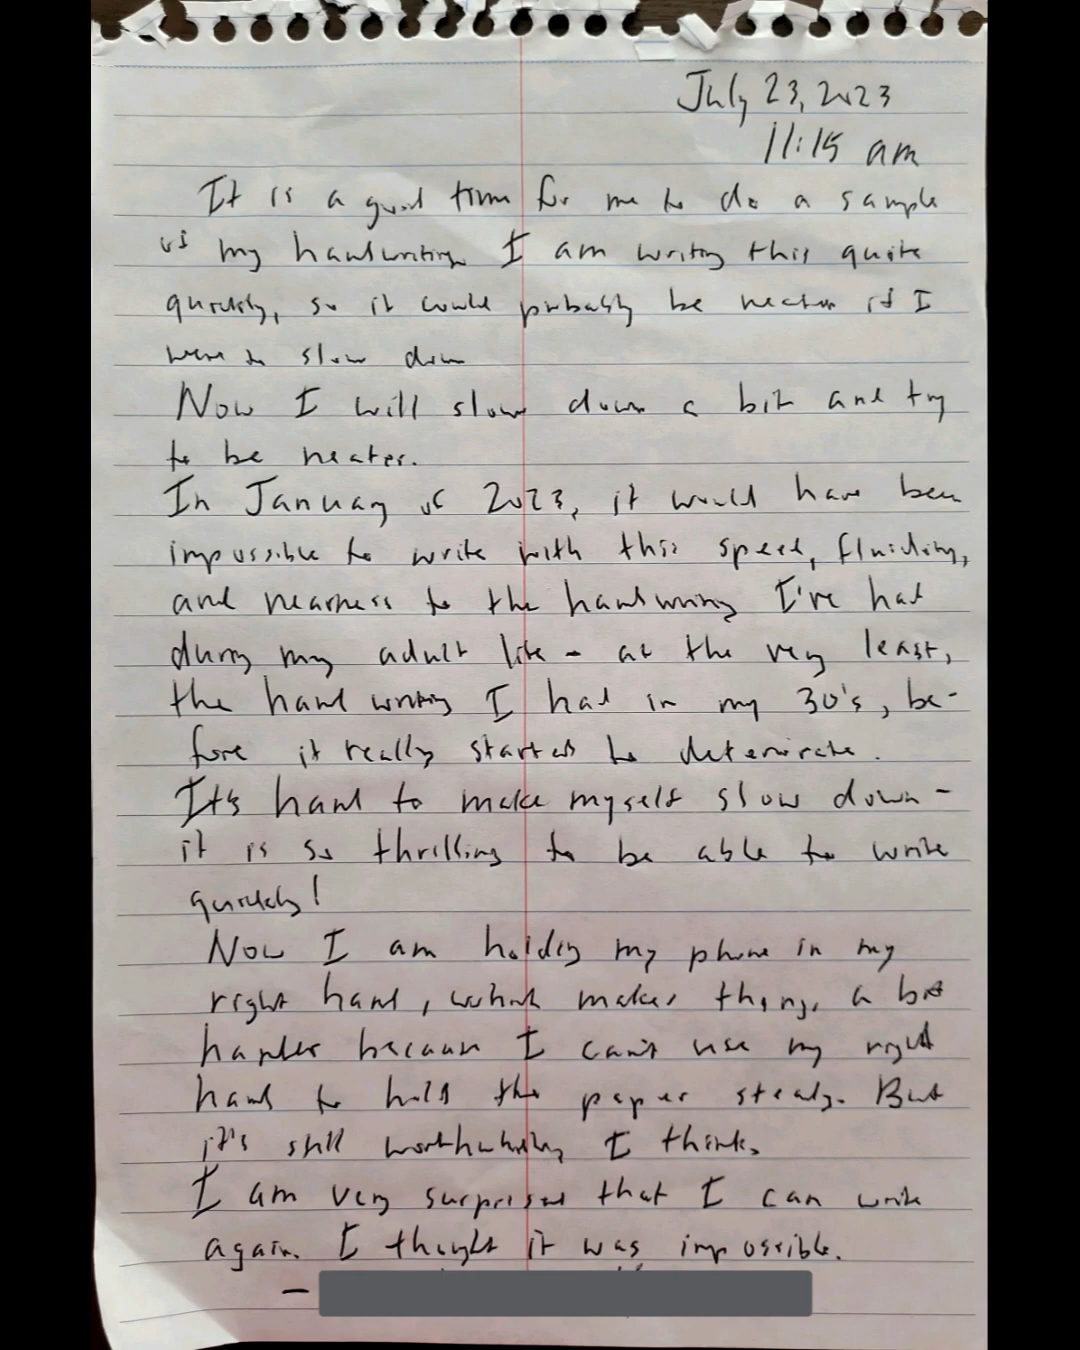 July 23, 2023
11:15 am
It is a good time for me to do a sample
of my handwriting. I am writing this quite
quickly, so it would probably be neater if I
were to slow down
Now I will slow down a bit and try
to be neater.
In January of 2023, it would have been
impossible to write with this speed, fluidity,
and nearness to the handwriting I've had
during my adult life - at the very least,
the handwriting I had in my 30's, be-
fore it really started to deteriorate.
It's hard to make myself slow down -
it is so thrilling to be able to write
quickly!
Now I am holding my phone in my
right hand, which makes things a bit
harder because I can't use my right
hand to hold the paper steady. But
it's still worthwhile, I think.
I am very surprised that I can write
again. I thought it was impossible.
-